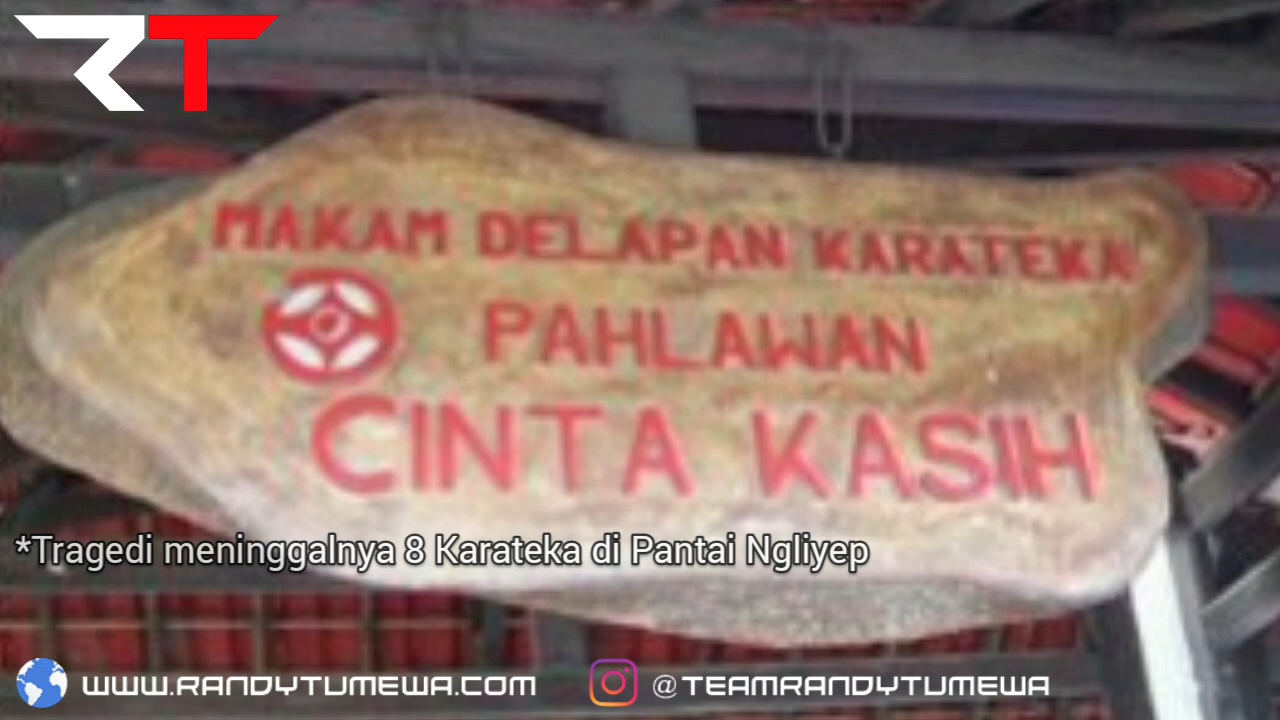 RT
MAKAM DELAPAN KARATEKA
PAHLAWAN
CINTA KASIH
*Tragedi meninggalnya 8 Karateka di Pantai Ngliyep
WWW.RANDYTUMEWA.COM
@TEAMRANDYTUMEWA